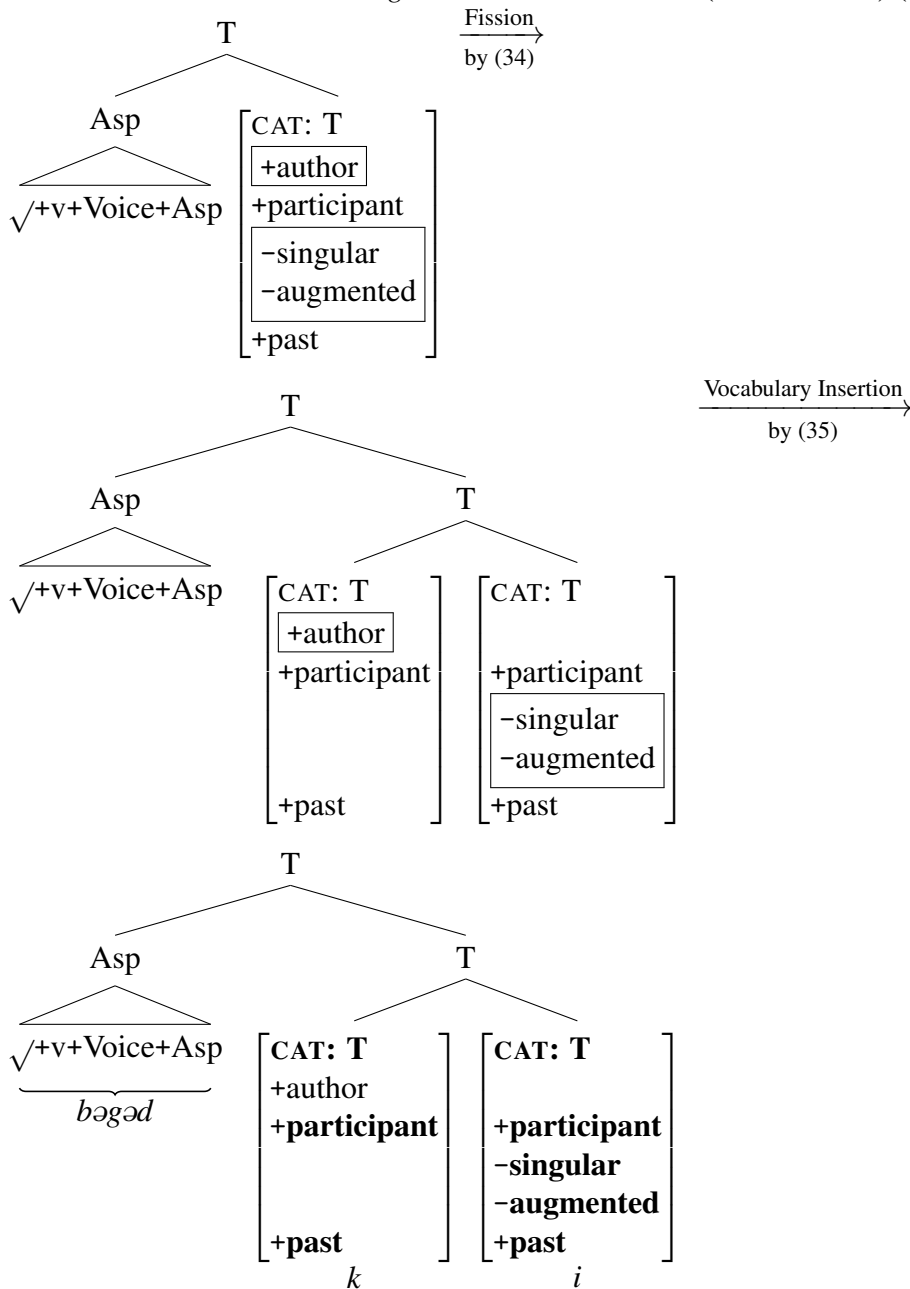 T
Fission
by (34)
Asp
CAT: T
+author
√+v+Voice+Asp
+participant
−singular
−augmented
+past
T
Vocabulary Insertion
by (35)
Asp
T
√+v+Voice+Asp
CAT: T
CAT: T
+author
+participant
+participant
−singular
−augmented
+past
+past
T
Asp
T
√+v+Voice+Asp
CAT: T
CAT: T
+author
bəgəd
+participant
+participant
−singular
−augmented
+past
+past
k
i